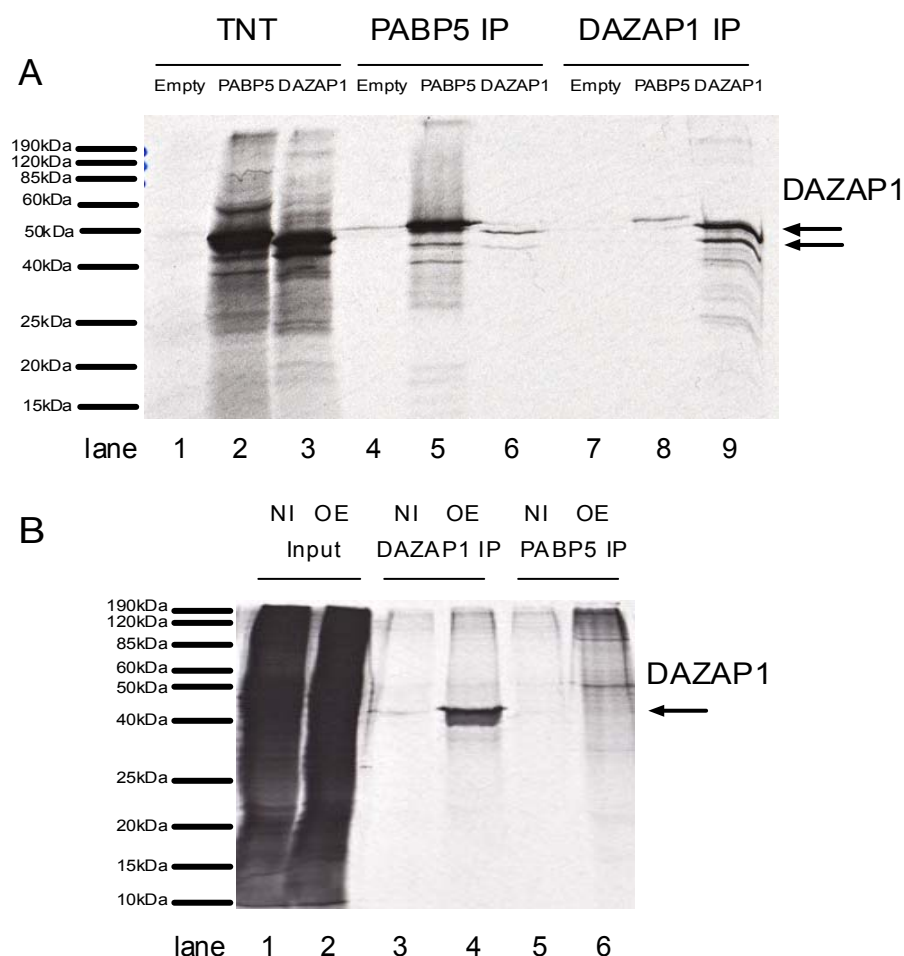 TNT PABP5 IP DAZAP1 IP
A
Empty PABP5 DAZAP1 Empty PABP5 DAZAP1 Empty PABP5 DAZAP1
190kDa
120kDa
85kDa
60kDa
50kDa
40kDa
25kDa
20kDa
15kDa
DAZAP1
lane 1 2 3 4 5 6 7 8 9
B
NI OE NI OE NI OE
Input DAZAP1 IP PABP5 IP
190kDa
120kDa
85kDa
60kDa
50kDa
40kDa
25kDa
20kDa
15kDa
10kDa
DAZAP1
lane 1 2 3 4 5 6